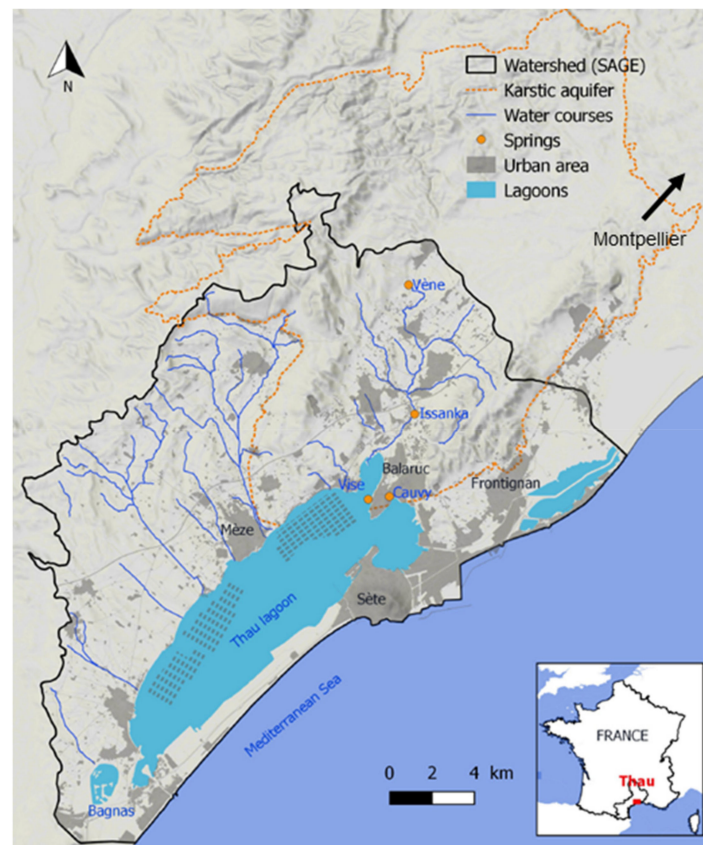 N
Watershed (SAGE)
Karstic aquifer
Water courses
Springs
Urban area
Lagoons
Montpellier
Vène
Issanka
Balaruc
Vise
Cauvy
Frontignan
Mèze
Sète
Thau lagoon
Mediterranean Sea
Bagnas
0 2 4 km
FRANCE
Thau